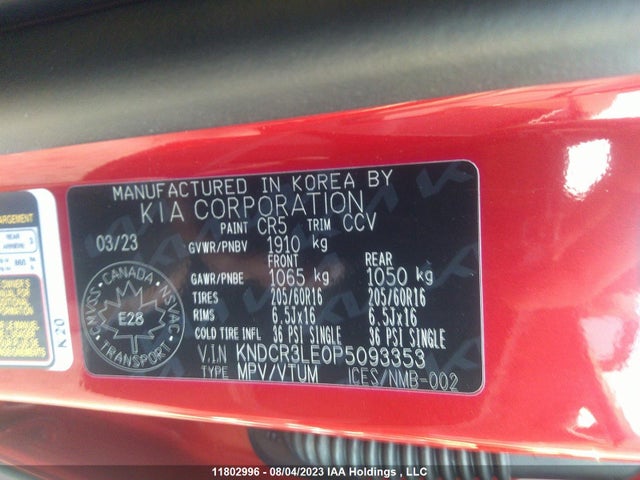 MANUFACTURED IN KOREA BY
KIA CORPORATION
PAINT CR5 TRIM CCV
03/23
GVWR/PNBV 1910 kg
FRONT REAR
GAWR/PNBE 1065 kg 1050 kg
TIRES 205/60R16 205/60R16
RIMS 6.5Jx16 6.5Jx16
COLD TIRE INFL 36 PSI SINGLE 36 PSI SINGLE
V.I.N KNDCR3LE0P5093353
TYPE MPV/VTUM ICES/NMB-002
CANADA
TRANSPORT
E28
ARGEMENT
REAR
K20
11802996 - 08/04/2023 IAA Holdings , LLC